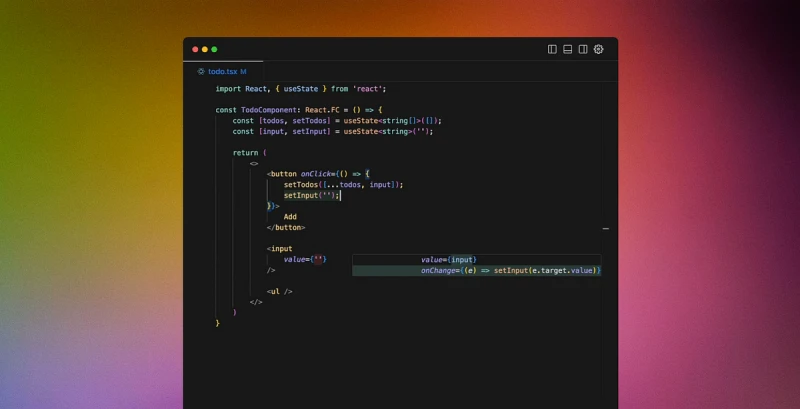 todo.tsx M
import React, { useState } from 'react';
const TodoComponent: React.FC = () => {
const [todos, setTodos] = useState<string[]>([]);
const [input, setInput] = useState<string>('');
return (
<>
<button onClick={() => {
setTodos([...todos, input]);
setInput('');
}}>
Add
</button>
<input
value={''}
value={input}
/>
onChange={(e) => setInput(e.target.value)}
<ul />
</>
)
}